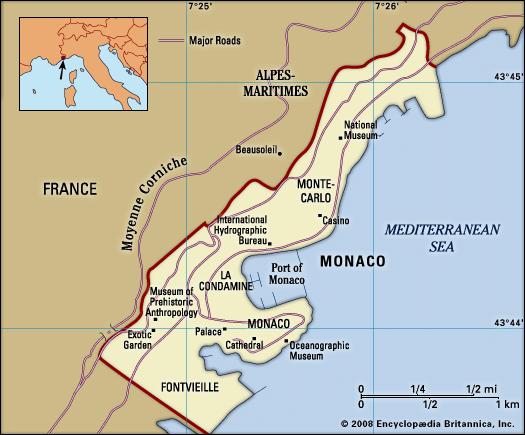 7°25'
7°26'
Major Roads
ALPES-
MARITIMES
43°45'
National
Museum
Beausoleil
FRANCE
Moyenne Corniche
MONTE-
CARLO
International
Hydrographic
Bureau
Casino
MEDITERRANEAN
SEA
MONACO
Port of
Monaco
LA
CONDAMINE
Museum of
Prehistoric
Anthropology
43°44'
MONACO
Exotic
Garden
Palace
Cathedral
Oceanographic
Museum
FONTVIEILLE
0 1/4 1/2 mi
0 1/2 1 km
© 2008 Encyclopædia Britannica, Inc.